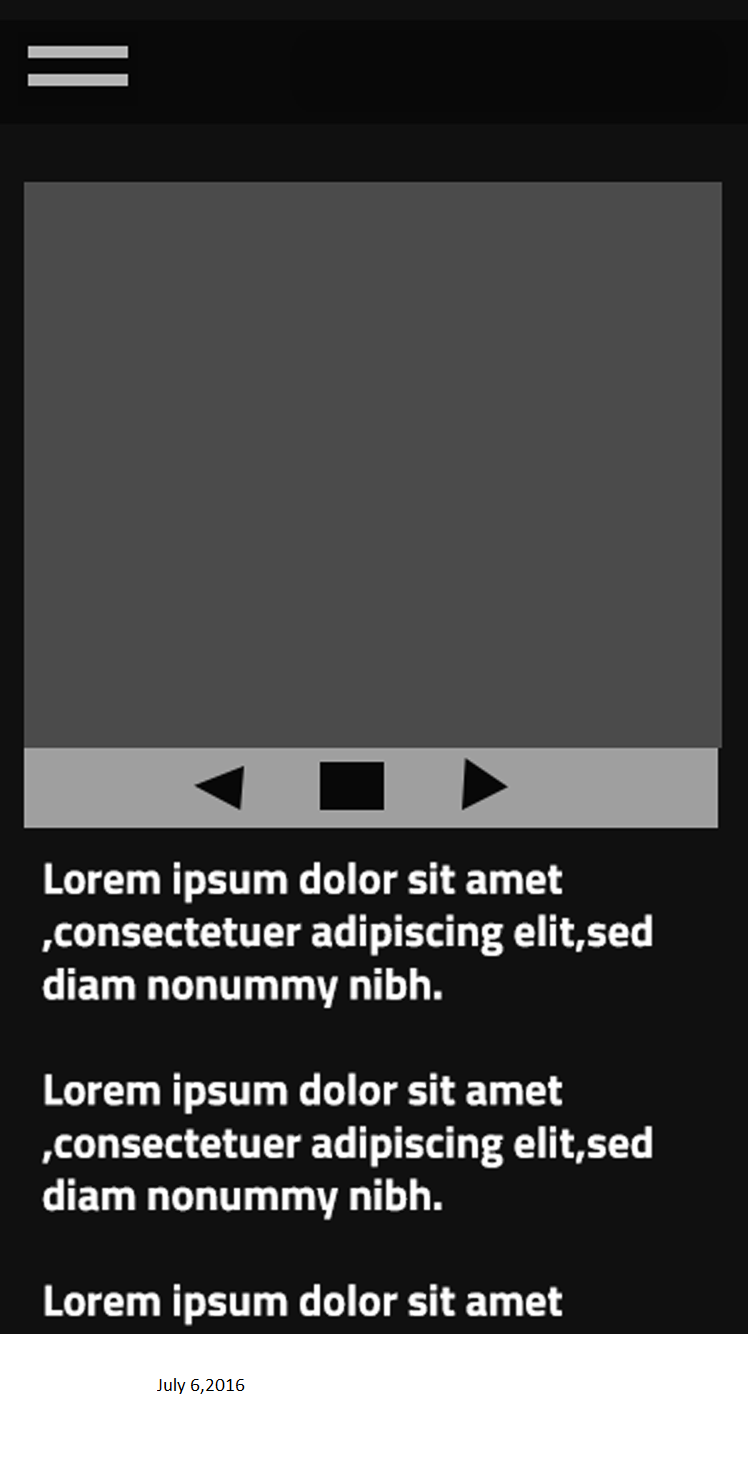 Lorem ipsum dolor sit amet
,consectetuer adipiscing elit,sed
diam nonummy nibh.
Lorem ipsum dolor sit amet
,consectetuer adipiscing elit,sed
diam nonummy nibh.
Lorem ipsum dolor sit amet
July 6,2016